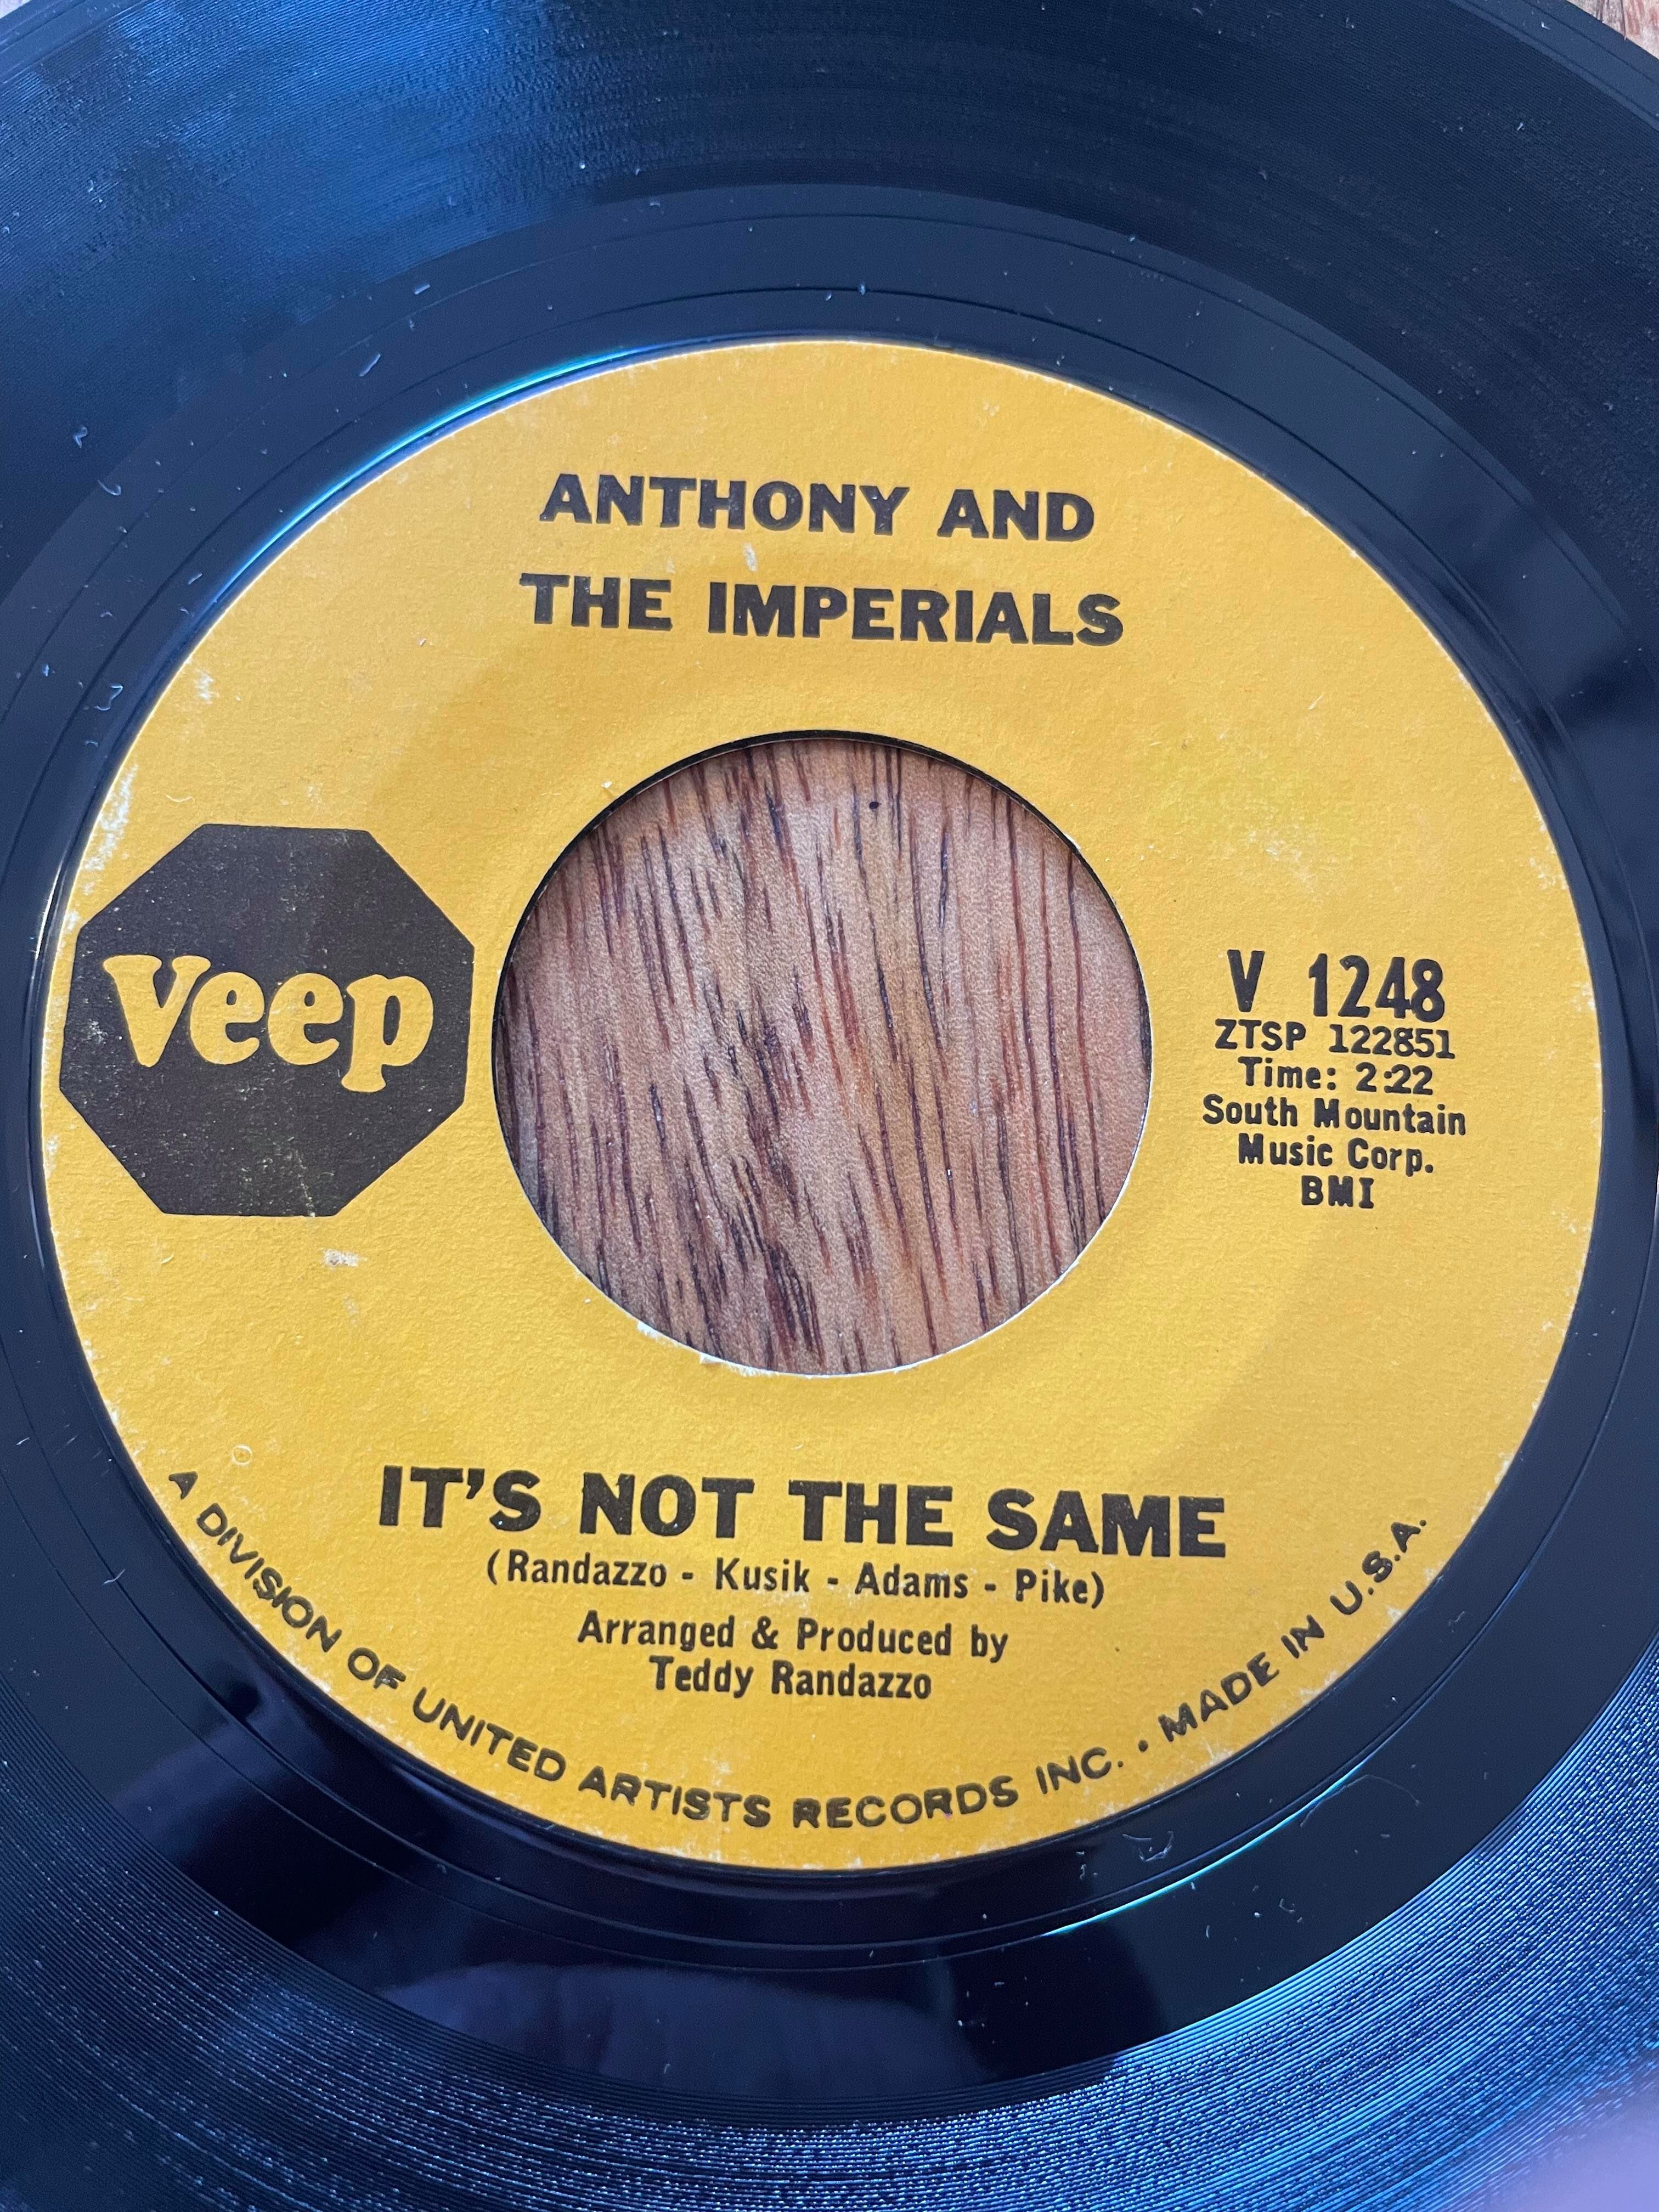 ANTHONY AND
THE IMPERIALS
Veep
V 1248
ZTSP 122851
Time: 2:22
South Mountain
Music Corp.
BMI
IT'S NOT THE SAME
(Randazzo - Kusik - Adams - Pike)
Arranged & Produced by
Teddy Randazzo
A DIVISION OF UNITED ARTISTS RECORDS INC. • MADE IN U.S.A.